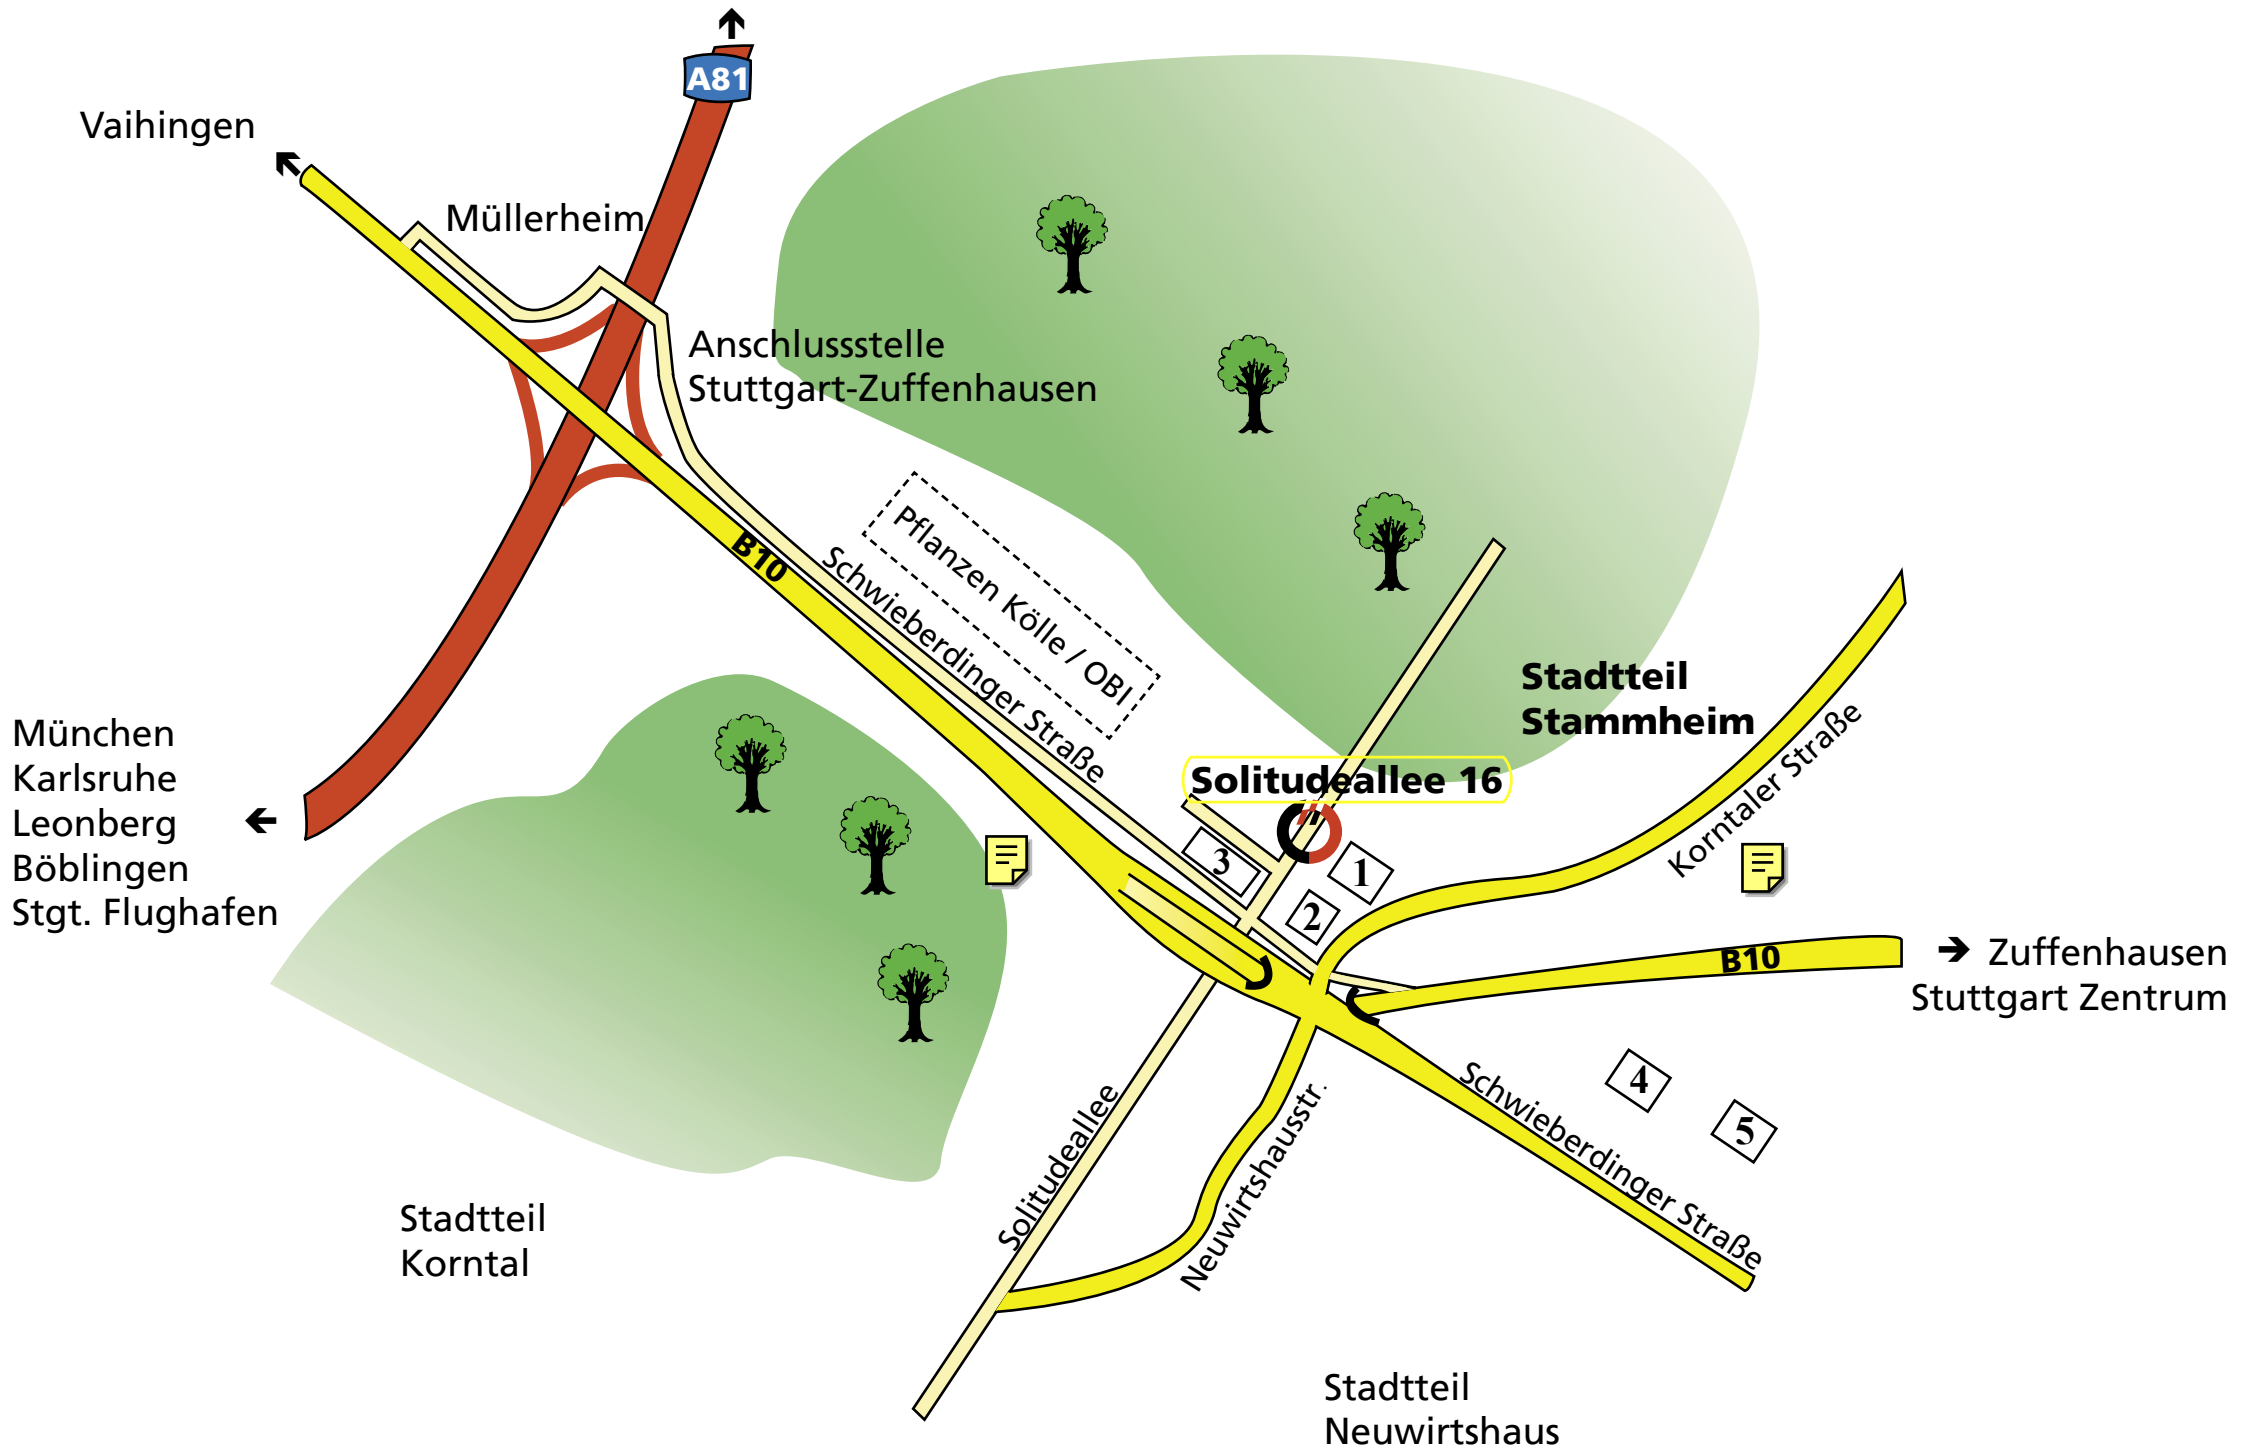 A81
Vaihingen
Müllerheim
Anschlussstelle
Stuttgart-Zuffenhausen
Pflanzen Kölle / OBI
B10
Schwieberdinger Straße
Stadtteil
Stammheim
München
Karlsruhe
Leonberg
Böblingen
Stgt. Flughafen
Solitudeallee 16
Korntaler Straße
3
1
2
B10
Zuffenhausen
Stuttgart Zentrum
4
5
Schwieberdinger Straße
Solitudeallee
Neuwirtshausstr.
Stadtteil
Korntal
Stadtteil
Neuwirtshaus